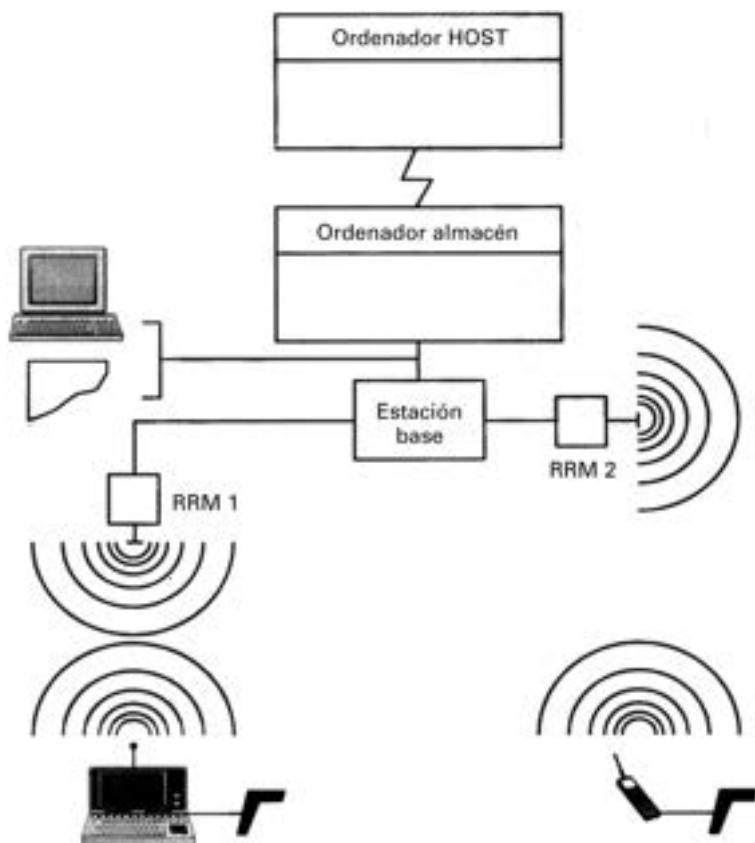 Ordenador HOST
Ordenador almacén
Estación
base
RRM 2
RRM 1